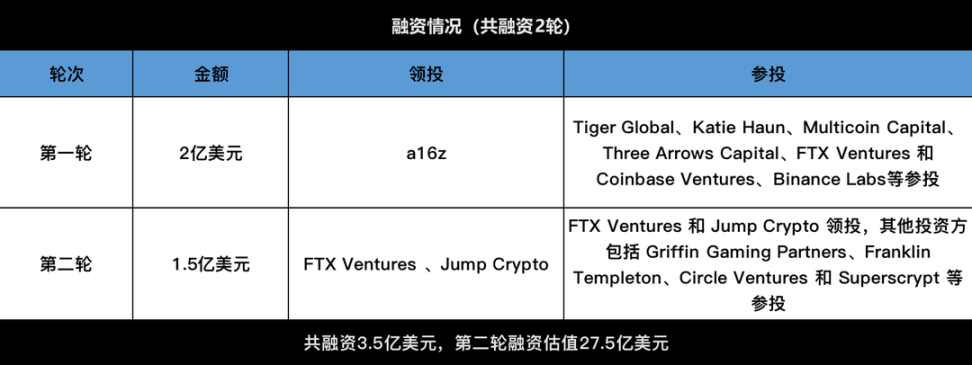 融资情况（共融资2轮）
轮次 金额 领投 参投
第一轮 2亿美元 a16z
Tiger Global、Katie Haun、Multicoin Capital、
Three Arrows Capital、FTX Ventures 和
Coinbase Ventures、Binance Labs等参投
第二轮 1.5亿美元 FTX Ventures 、Jump Crypto
FTX Ventures 和 Jump Crypto 领投，其他投资方
包括 Griffin Gaming Partners、Franklin
Templeton、Circle Ventures 和 Superscrypt 等
参投
共融资3.5亿美元，第二轮融资估值27.5亿美元